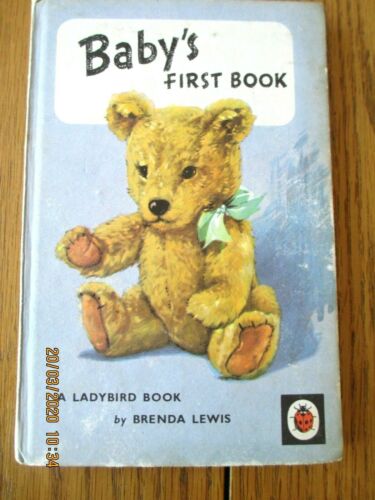 Baby's
FIRST BOOK
A LADYBIRD BOOK
by BRENDA LEWIS
20/03/2020 10:34